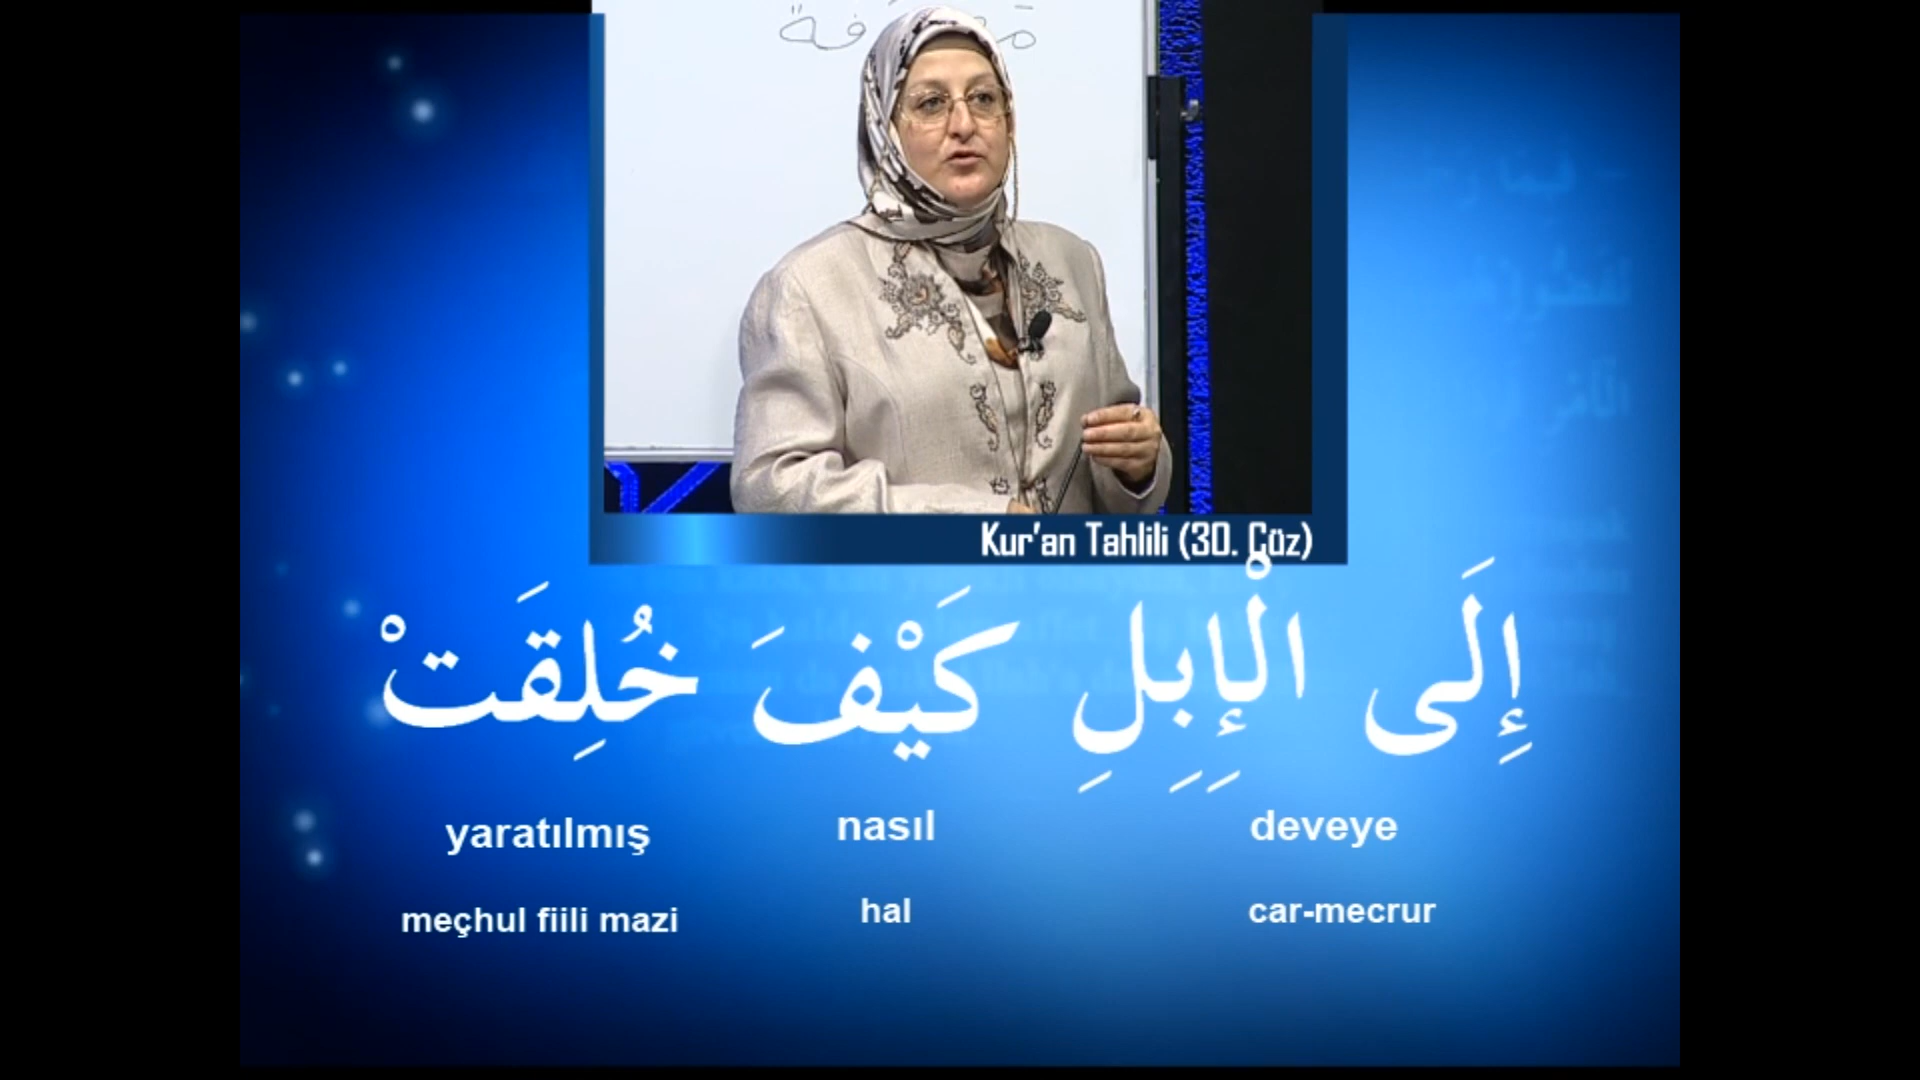 Kur'an Tahlili (30. Cüz)
إِلَى الْإِبِلِ كَيْفَ خُلِقَتْ
deveye
nasıl
yaratılmış
car-mecrur
hal
meçhul fiili mazi